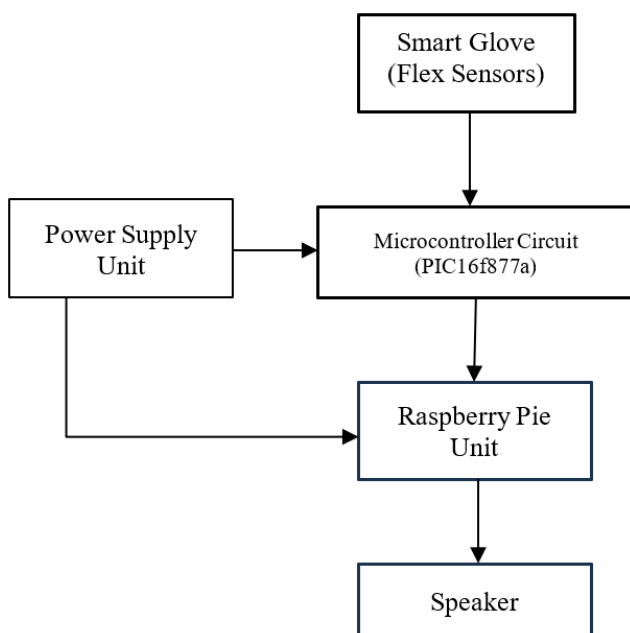 Smart Glove
(Flex Sensors)
Power Supply
Unit
Microcontroller Circuit
(PIC16f877a)
Raspberry Pie
Unit
Speaker